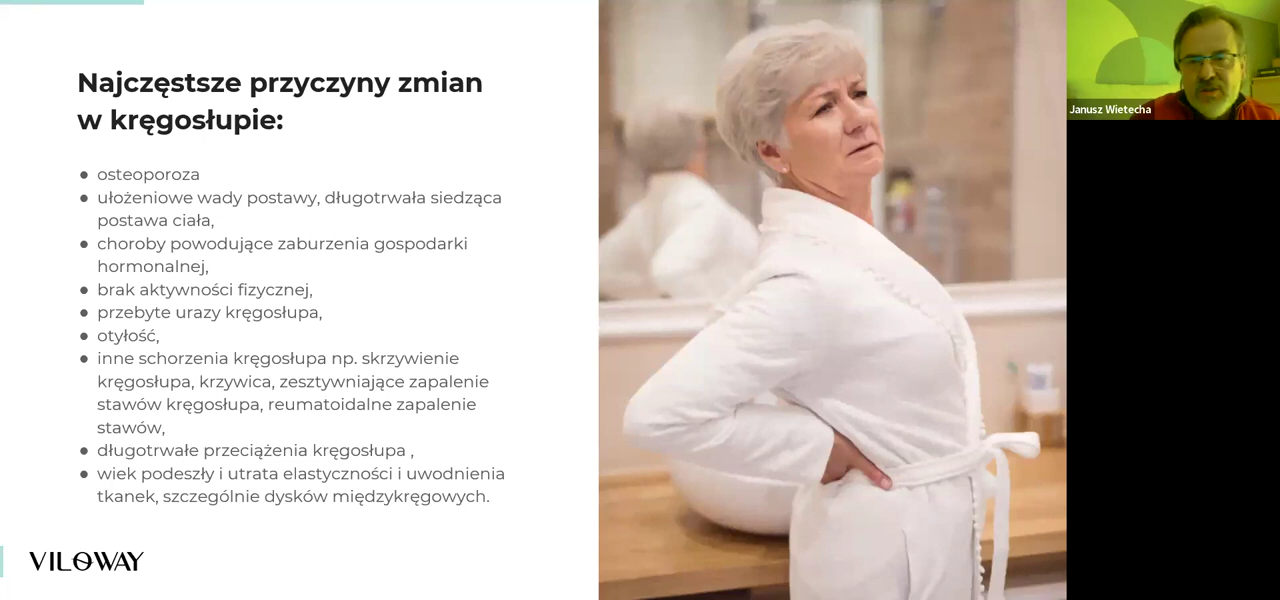 Najczęstsze przyczyny zmian
w kręgosłupie:
● osteoporoza
● ułożeniowe wady postawy, długotrwała siedząca
postawa ciała,
● choroby powodujące zaburzenia gospodarki
hormonalnej,
● brak aktywności fizycznej,
● przebyte urazy kręgosłupa,
● otyłość,
● inne schorzenia kręgosłupa np. skrzywienie
kręgosłupa, krzywica, zesztywniające zapalenie
stawów kręgosłupa, reumatoidalne zapalenie
stawów,
● długotrwałe przeciążenia kręgosłupa ,
● wiek podeszły i utrata elastyczności i uwodnienia
tkanek, szczególnie dysków międzykręgowych.
VILOWAY
Janusz Wietecha